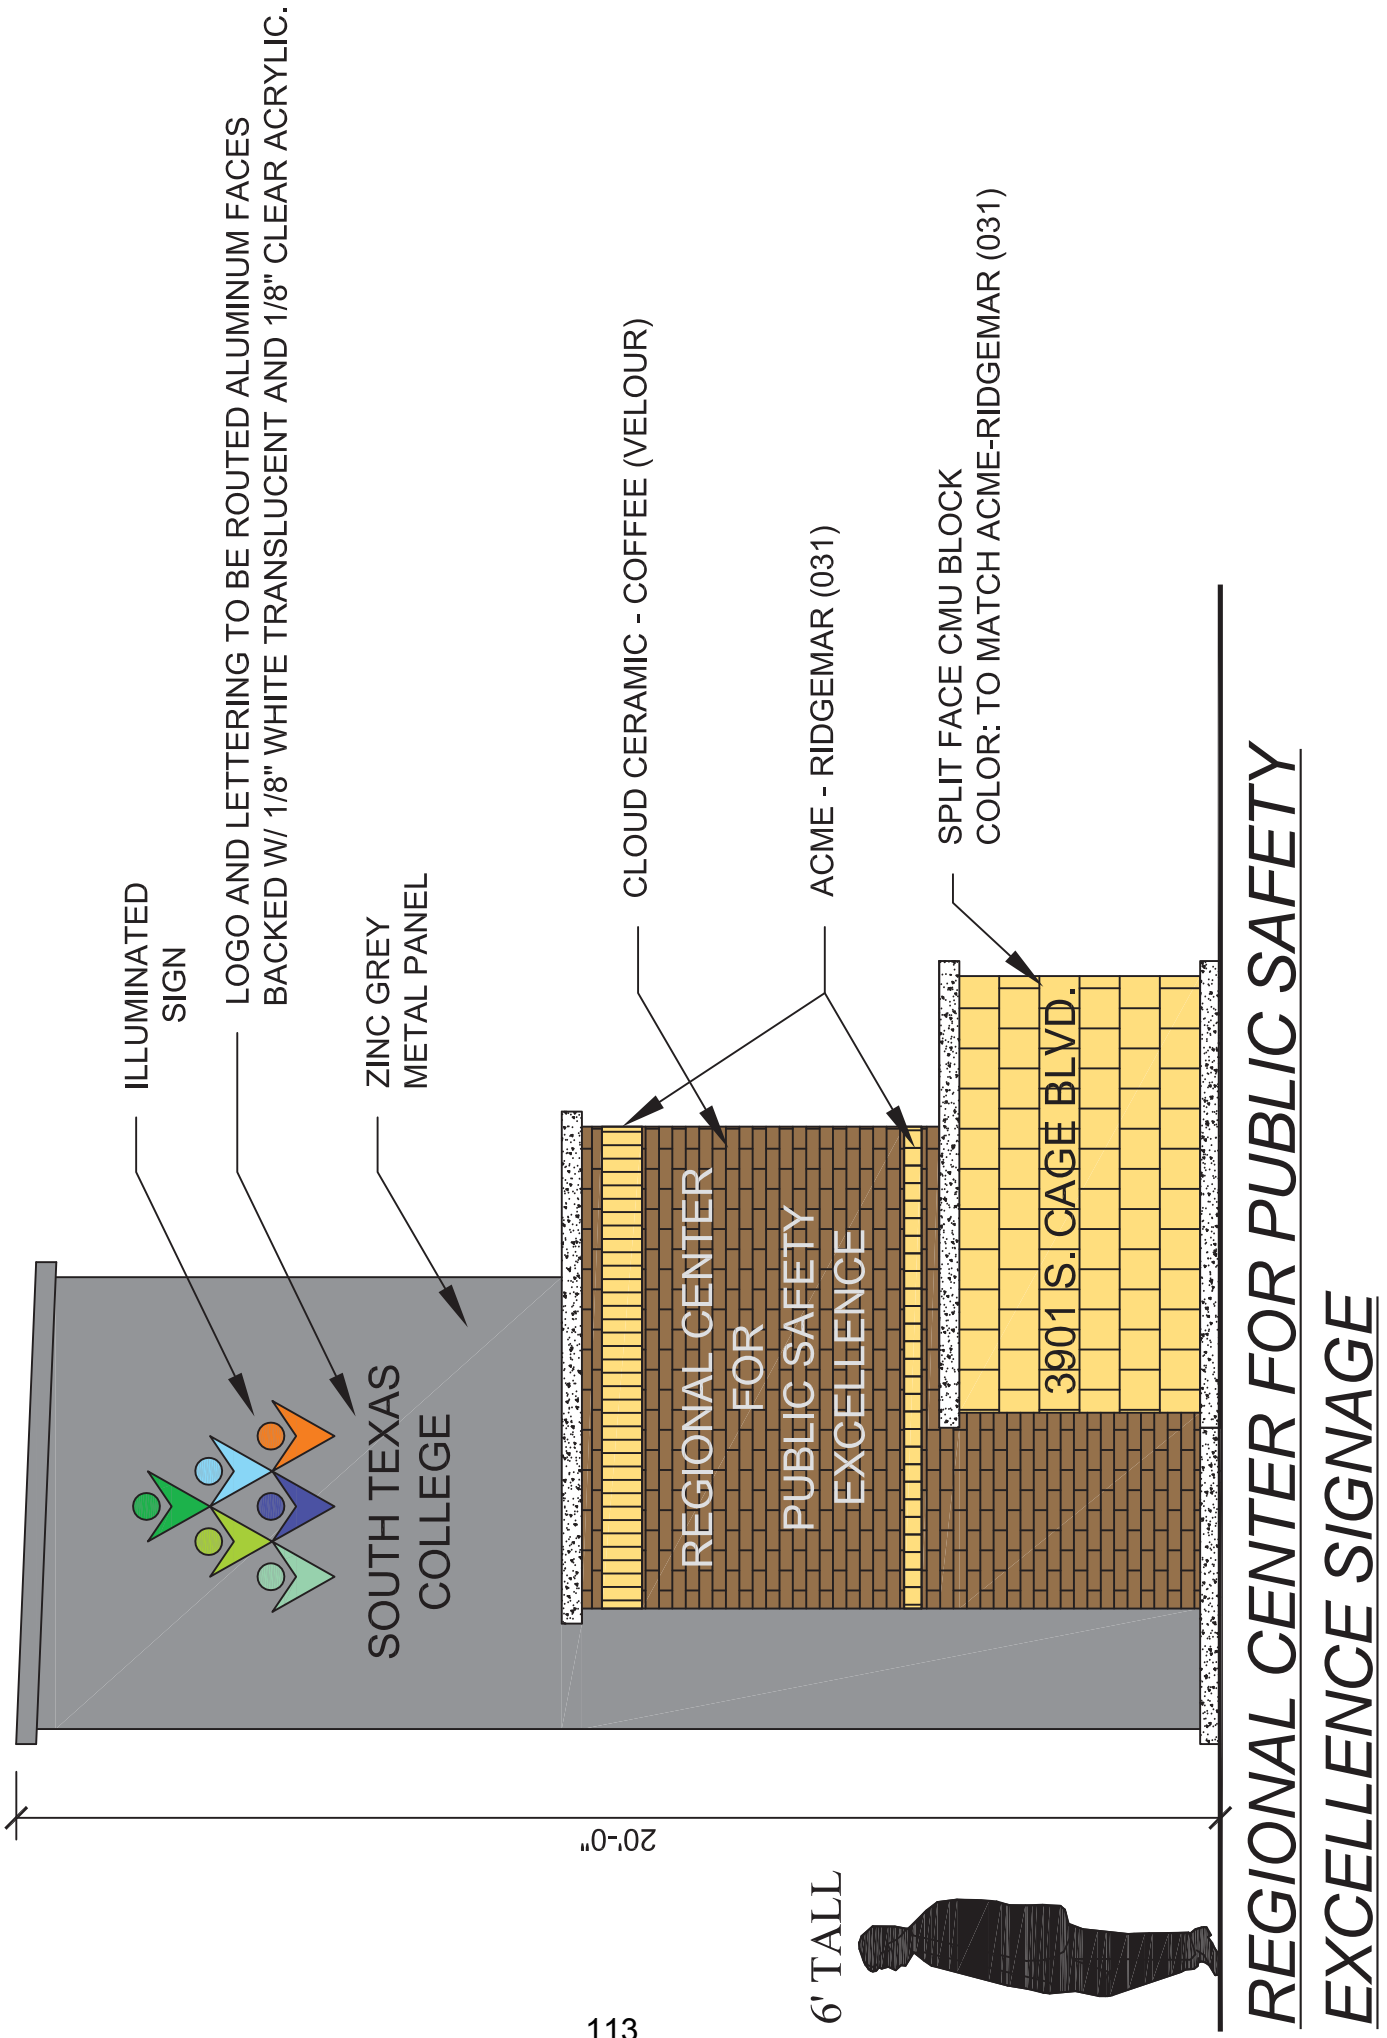 ILLUMINATED
SIGN
LOGO AND LETTERING TO BE ROUTED ALUMINUM FACES
BACKED W/ 1/8" WHITE TRANSLUCENT AND 1/8" CLEAR ACRYLIC.
ZINC GREY
METAL PANEL
SOUTH TEXAS
COLLEGE
CLOUD CERAMIC - COFFEE (VELOUR)
REGIONAL CENTER
FOR
PUBLIC SAFETY
EXCELLENCE
ACME - RIDGEMAR (031)
SPLIT FACE CMU BLOCK
COLOR: TO MATCH ACME-RIDGEMAR (031)
3901 S. CAGE BLVD.
20'-0"
6' TALL
REGIONAL CENTER FOR PUBLIC SAFETY
EXCELLENCE SIGNAGE
113